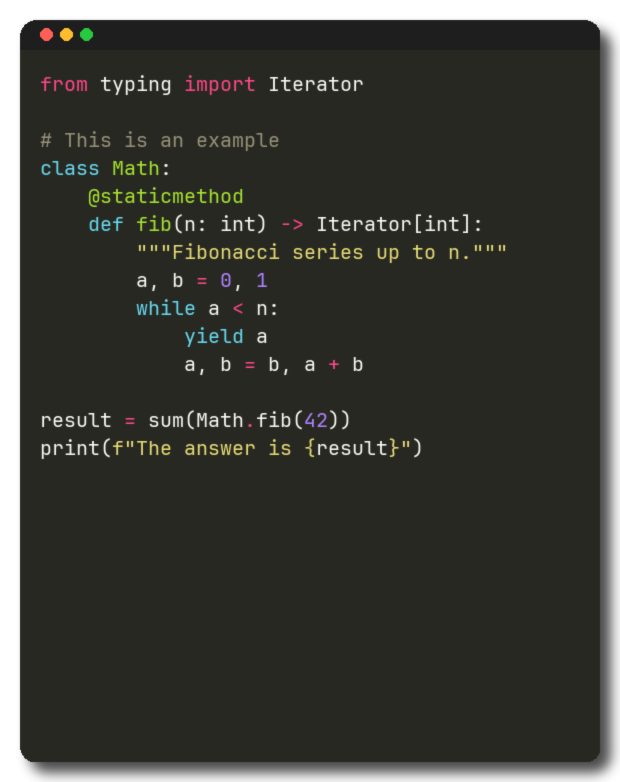 from typing import Iterator

# This is an example
class Math:
    @staticmethod
    def fib(n: int) -> Iterator[int]:
        """Fibonacci series up to n."""
        a, b = 0, 1
        while a < n:
            yield a
            a, b = b, a + b

result = sum(Math.fib(42))
print(f"The answer is {result}")